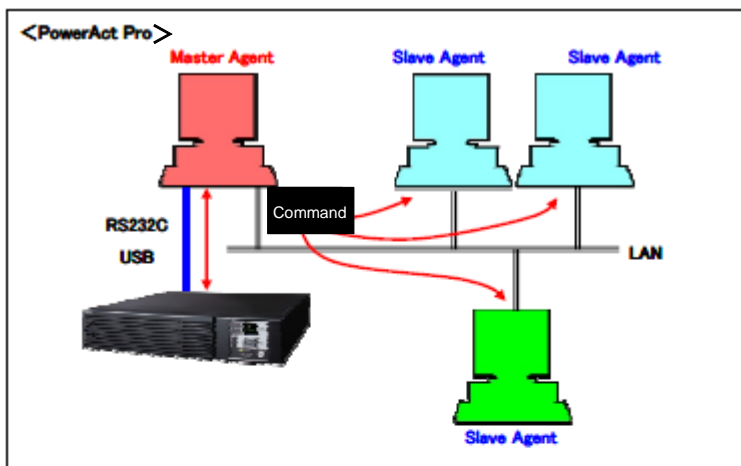 <PowerAct Pro>
Master Agent
Slave Agent
Slave Agent
Command
RS232C
USB
LAN
Slave Agent